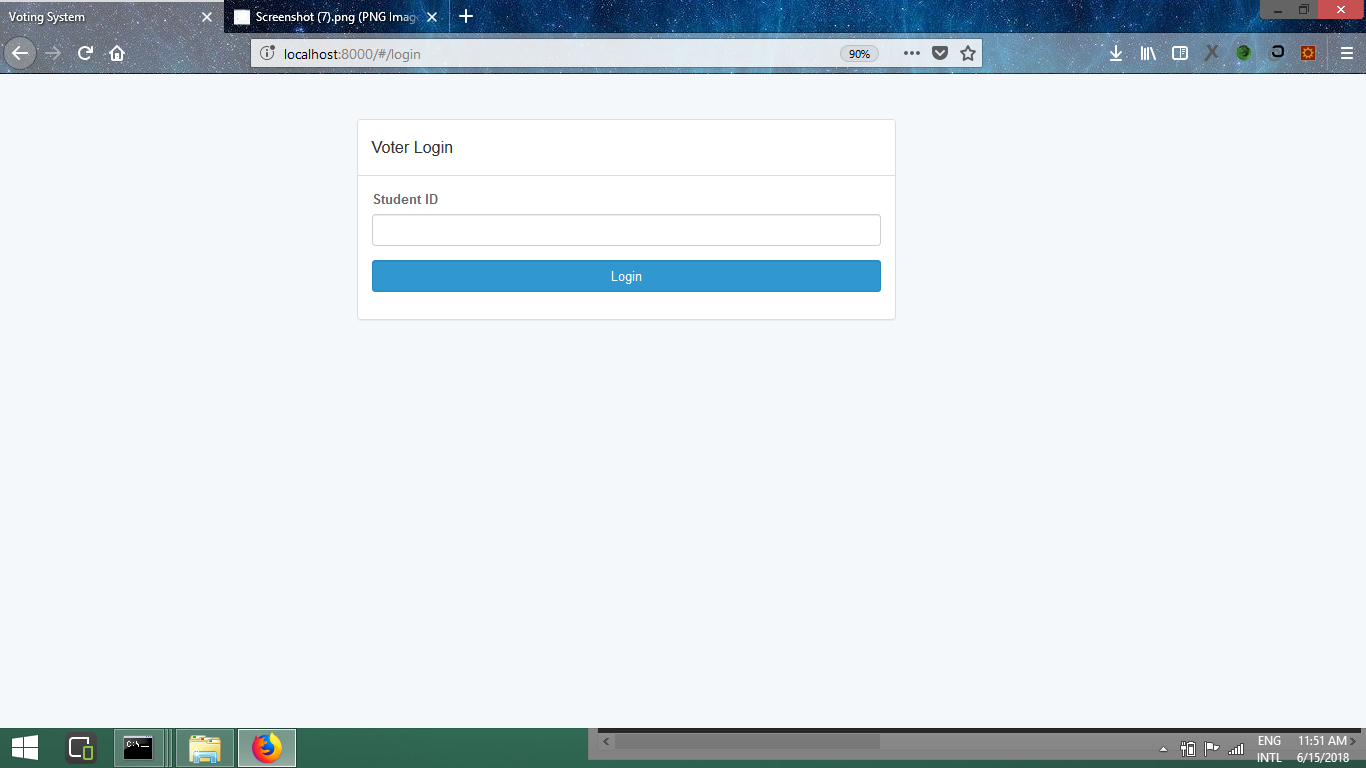 Voting System
Screenshot (7).png (PNG Imag
localhost:8000/#/login
90%
Voter Login
Student ID
Login
C:\
ENG
11:51 AM
INTL
6/15/2018